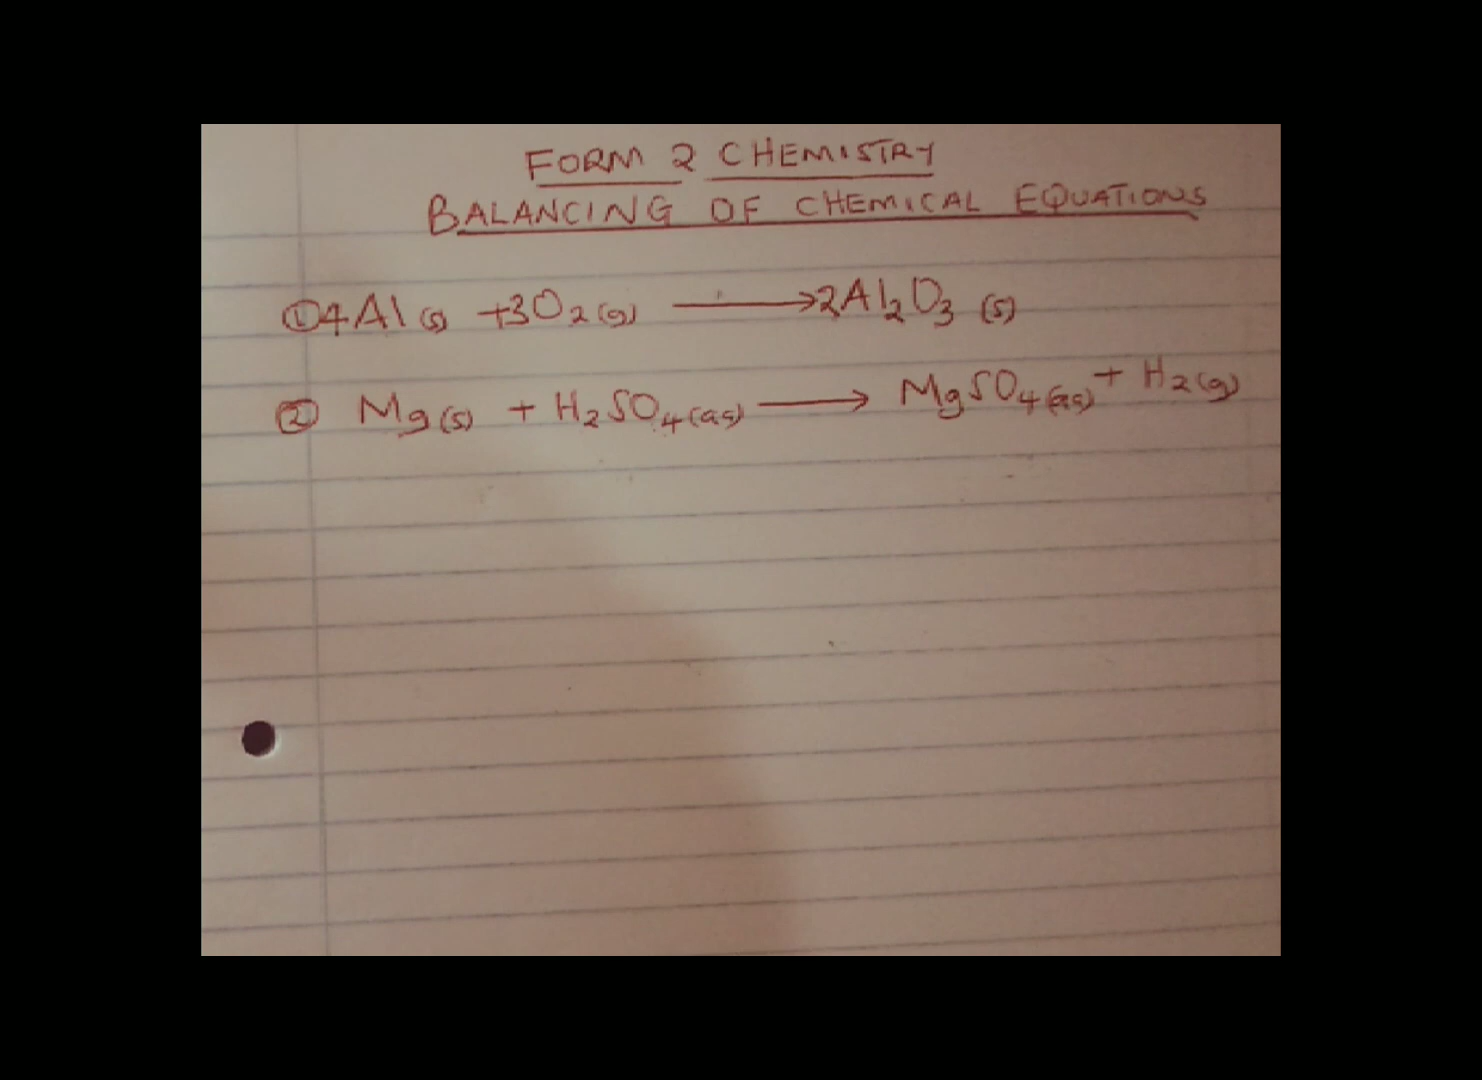 FORM 2 CHEMISTRY
BALANCING OF CHEMICAL EQUATIONS
① 4Al(s) + 3O₂(g) ⟶ 2Al₂O₃ (s)
② Mg(s) + H₂SO₄(aq) ⟶ MgSO₄(aq) + H₂(g)